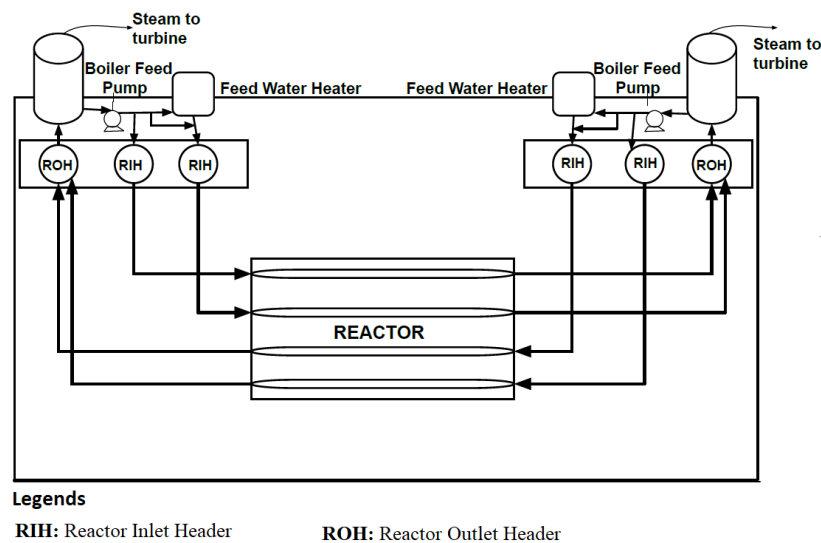 Steam to
turbine
Boiler Feed
Pump
Feed Water Heater
Feed Water Heater
Boiler Feed
Pump
Steam to
turbine
ROH
RIH
RIH
RIH
RIH
ROH
REACTOR
Legends
RIH: Reactor Inlet Header
ROH: Reactor Outlet Header